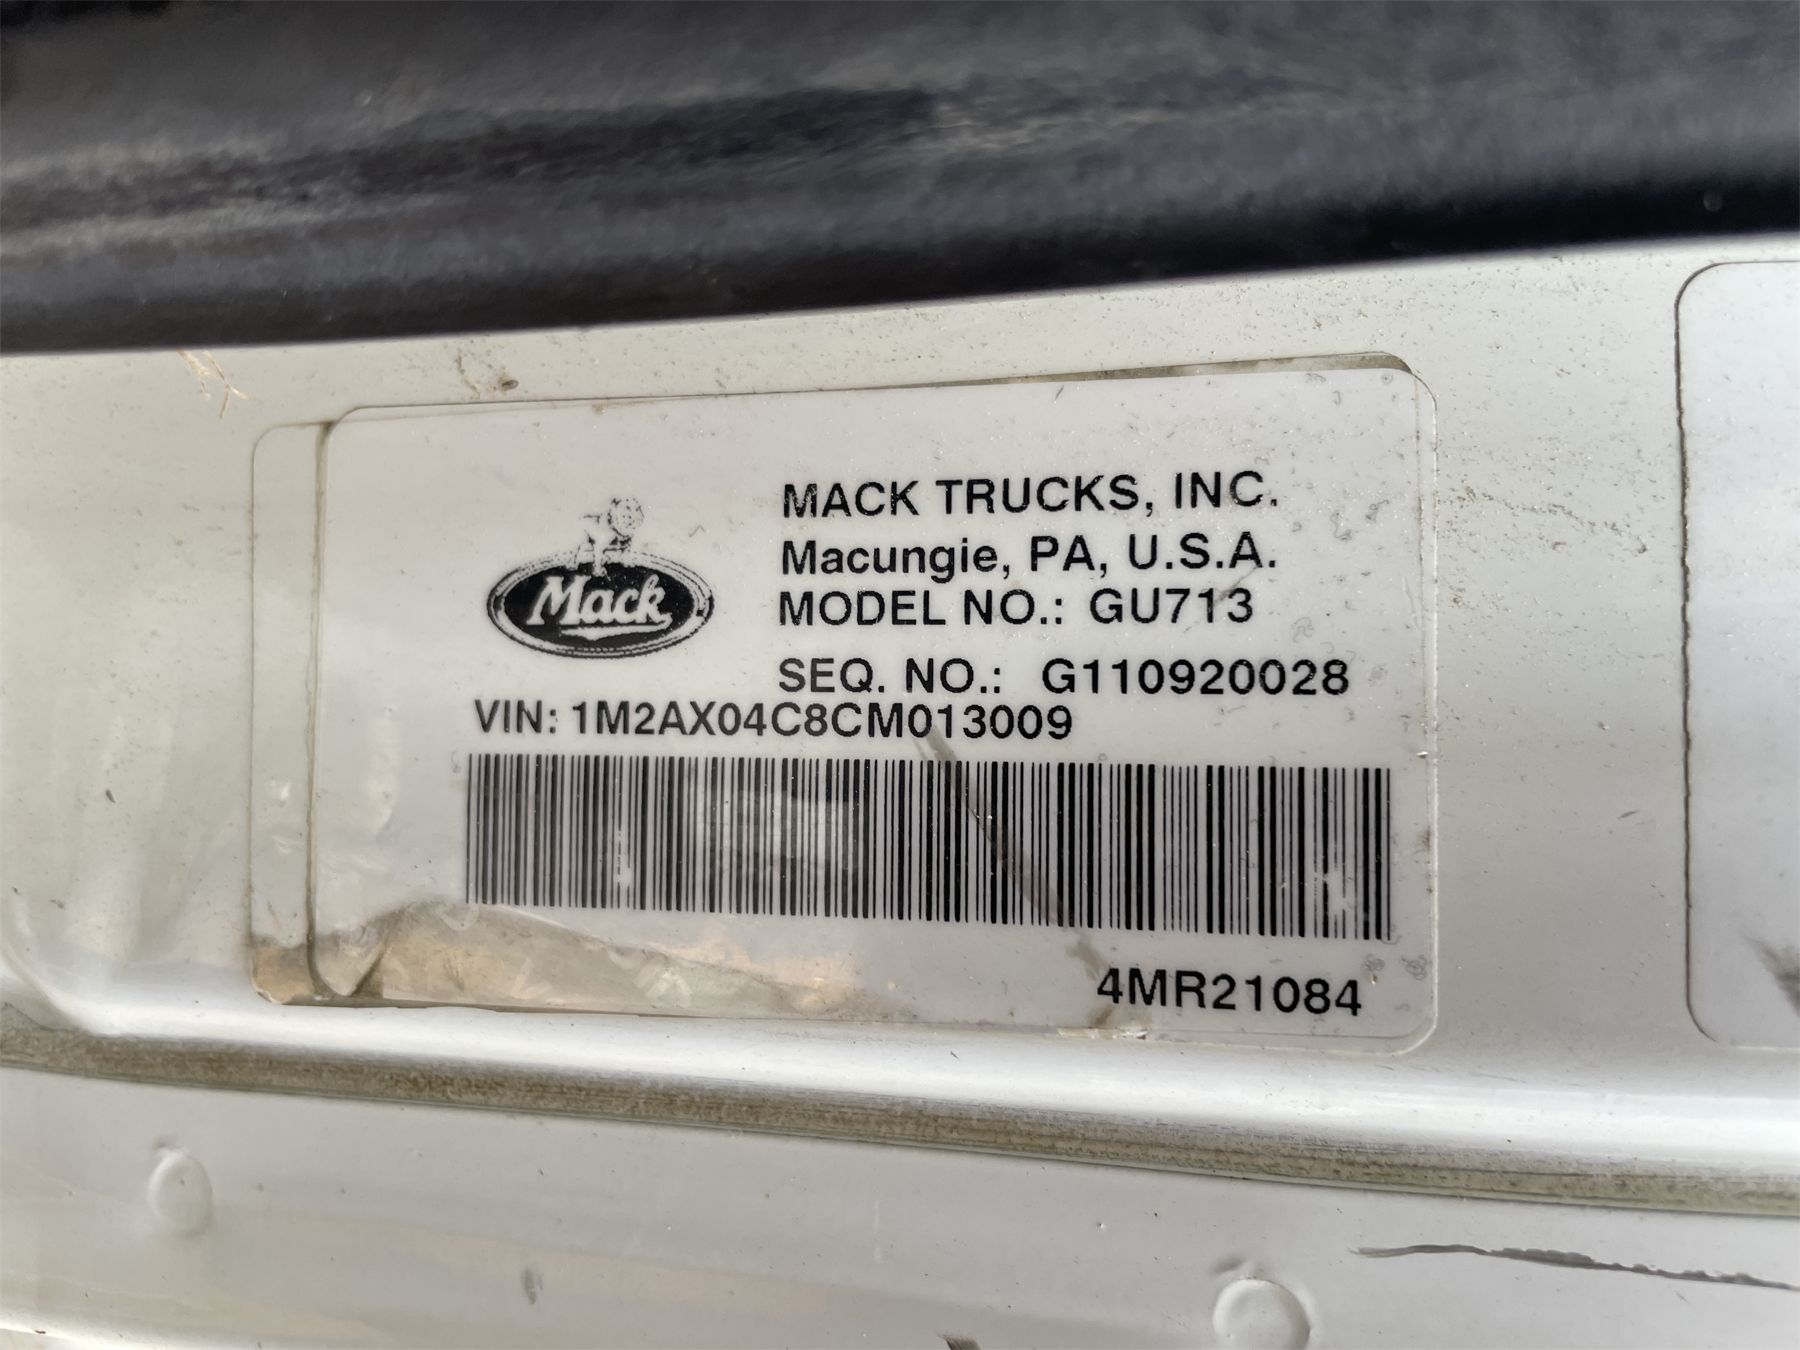 Mack
MACK TRUCKS, INC.
Macungie, PA, U.S.A.
MODEL NO.: GU713
SEQ. NO.: G110920028
VIN: 1M2AX04C8CM013009
4MR21084